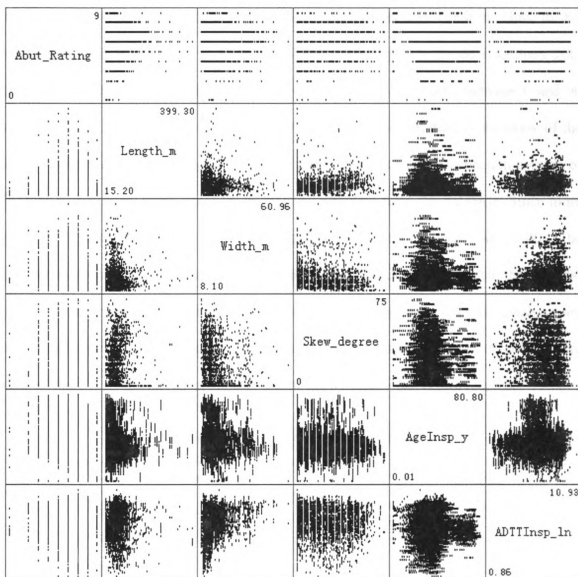 9
Abut_Rating
0
399.30
Length_m
15.20
60.96
Width_m
8.10
75
Skew_degree
0
80.80
AgeInsp_y
0.01
10.93
ADTTInsp_ln
0.86